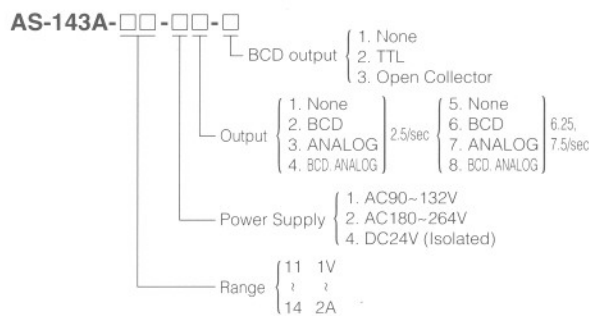 AS-143A-□□-□□-□
BCD output
1. None
2. TTL
3. Open Collector
Output
1. None
2. BCD
3. ANALOG
4. BCD. ANALOG
2.5/sec
5. None
6. BCD
7. ANALOG
8. BCD. ANALOG
6.25,
7.5/sec
Power Supply
1. AC90~132V
2. AC180~264V
4. DC24V (Isolated)
Range
11 1V
~ ~
14 2A